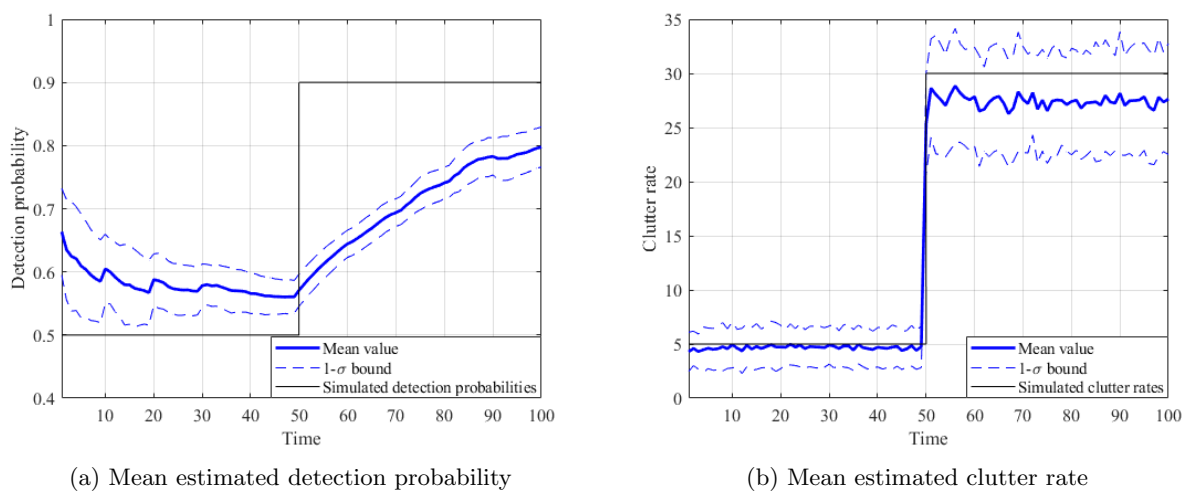 1
0.9
0.8
0.7
0.6
0.5
0.4
Detection probability
10 20 30 40 50 60 70 80 90 100
Time
Mean value
1-σ bound
Simulated detection probabilities
(a) Mean estimated detection probability
35
30
25
20
15
10
5
0
Clutter rate
10 20 30 40 50 60 70 80 90 100
Time
Mean value
1-σ bound
Simulated clutter rates
(b) Mean estimated clutter rate